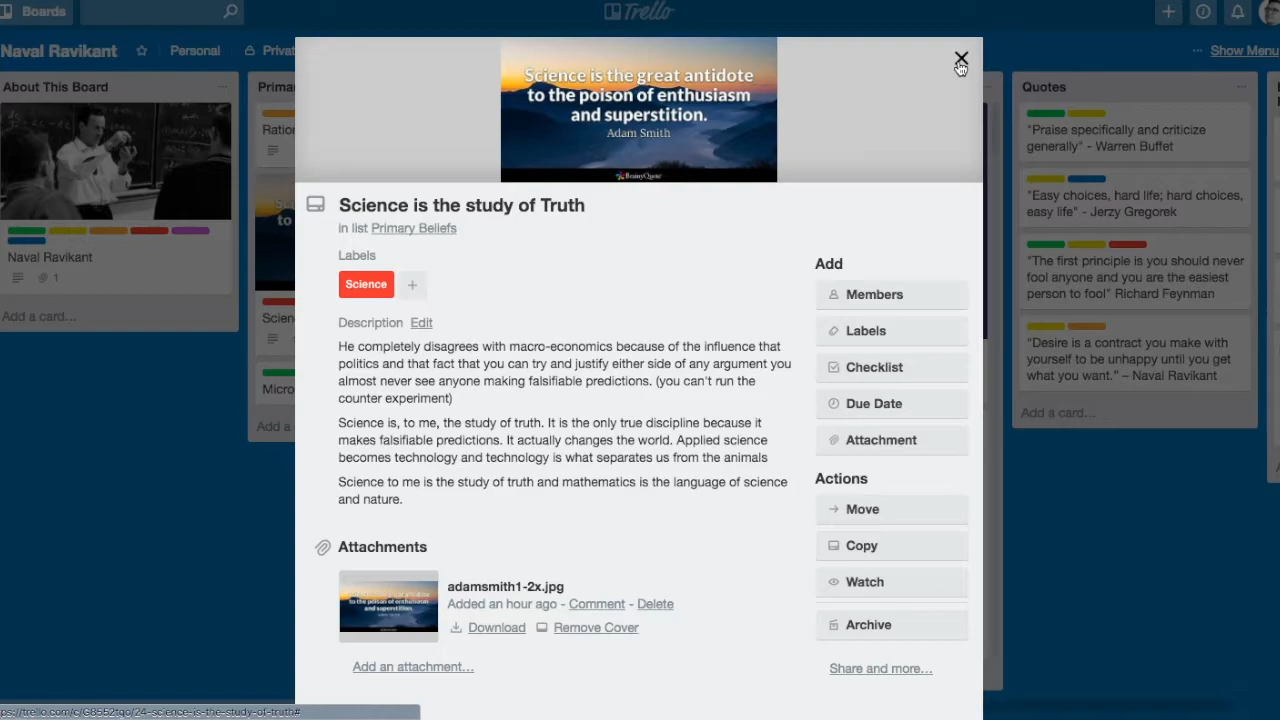 Boards
Trello
Naval Ravikant
Personal
Show Menu
About This Board
Naval Ravikant
1
Add a card...
Add a
Science is the great antidote
to the poison of enthusiasm
and superstition.
Adam Smith
BrainyQuote
Science is the study of Truth
in list Primary Beliefs
Labels
Science
+
Description Edit
He completely disagrees with macro-economics because of the influence that
politics and that fact that you can try and justify either side of any argument you
almost never see anyone making falsifiable predictions. (you can't run the
counter experiment)
Science is, to me, the study of truth. It is the only true discipline because it
makes falsifiable predictions. It actually changes the world. Applied science
becomes technology and technology is what separates us from the animals
Science to me is the study of truth and mathematics is the language of science
and nature.
Attachments
adamsmith1-2x.jpg
Added an hour ago - Comment - Delete
Download Remove Cover
Add an attachment...
Add
Members
Labels
Checklist
Due Date
Attachment
Actions
Move
Copy
Watch
Archive
Share and more...
Quotes
"Praise specifically and criticize
generally" - Warren Buffet
"Easy choices, hard life; hard choices,
easy life" - Jerzy Gregorek
"The first principle is you should never
fool anyone and you are the easiest
person to fool" Richard Feynman
"Desire is a contract you make with
yourself to be unhappy until you get
what you want." – Naval Ravikant
Add a card...